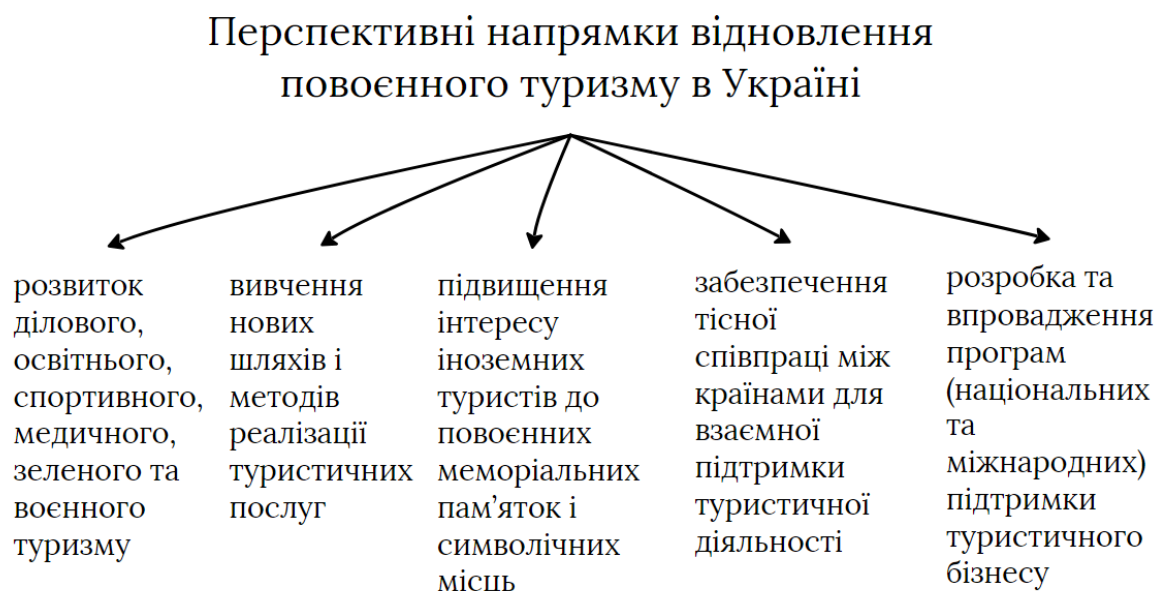 Перспективні напрямки відновлення
повоєнного туризму в Україні
розвиток
ділового,
освітнього,
спортивного,
медичного,
зеленого та
воєнного
туризму
вивчення
нових
шляхів і
методів
реалізації
туристичних
послуг
підвищення
інтересу
іноземних
туристів до
повоєнних
меморіальних
пам’яток і
символічних
місць
забезпечення
тісної
співпраці між
країнами для
взаємної
підтримки
туристичної
діяльності
розробка та
впровадження
програм
(національних
та
міжнародних)
підтримки
туристичного
бізнесу